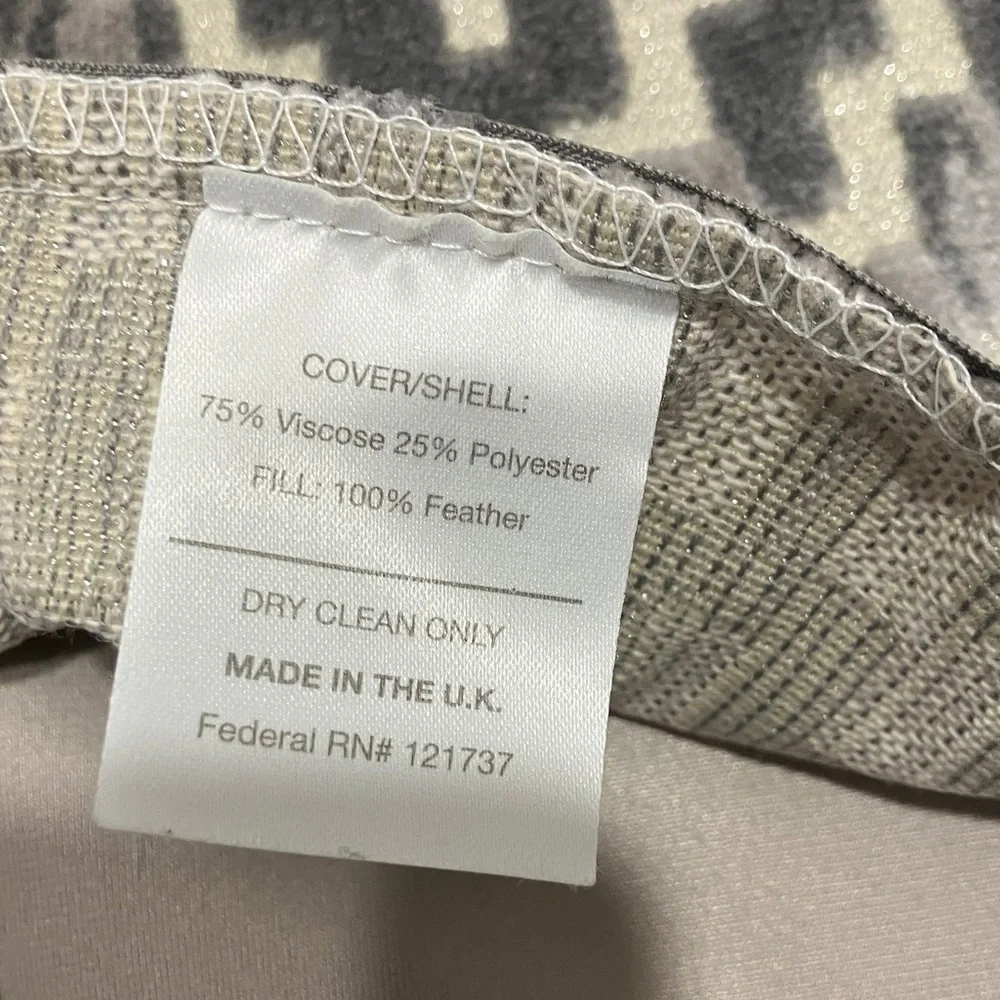 COVER/SHELL:
75% Viscose 25% Polyester
FILL: 100% Feather
DRY CLEAN ONLY
MADE IN THE U.K.
Federal RN# 121737